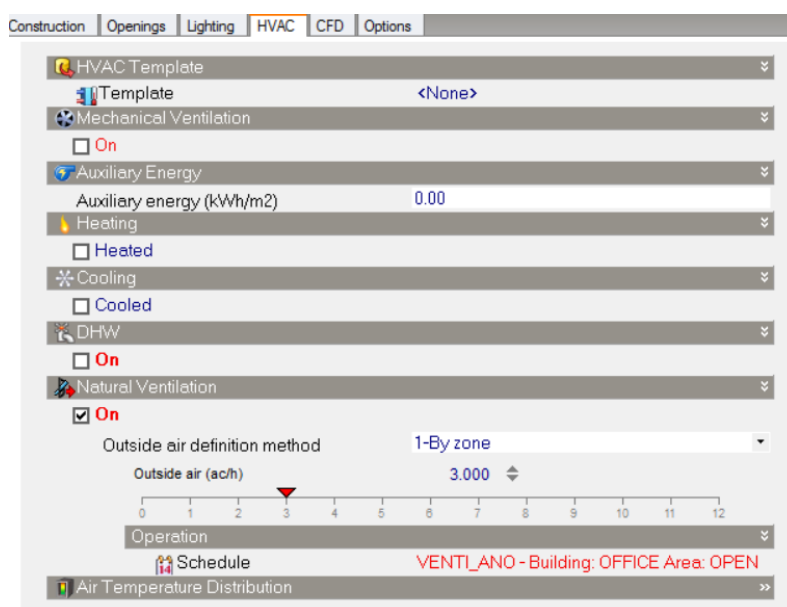 Construction Openings Lighting HVAC CFD Options
HVAC Template
Template <None>
Mechanical Ventilation
On
Auxiliary Energy
Auxiliary energy (kWh/m2) 0.00
Heating
Heated
Cooling
Cooled
DHW
On
Natural Ventilation
On
Outside air definition method 1-By zone
Outside air (ac/h) 3.000
0 1 2 3 4 5 6 7 8 9 10 11 12
Operation
14 Schedule VENTI_ANO - Building: OFFICE Area: OPEN
Air Temperature Distribution